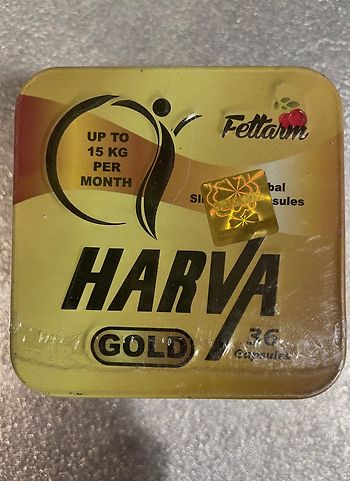 UP TO
15 KG
PER
MONTH
Fettarm
HARVA
GOLD
36
Capsules